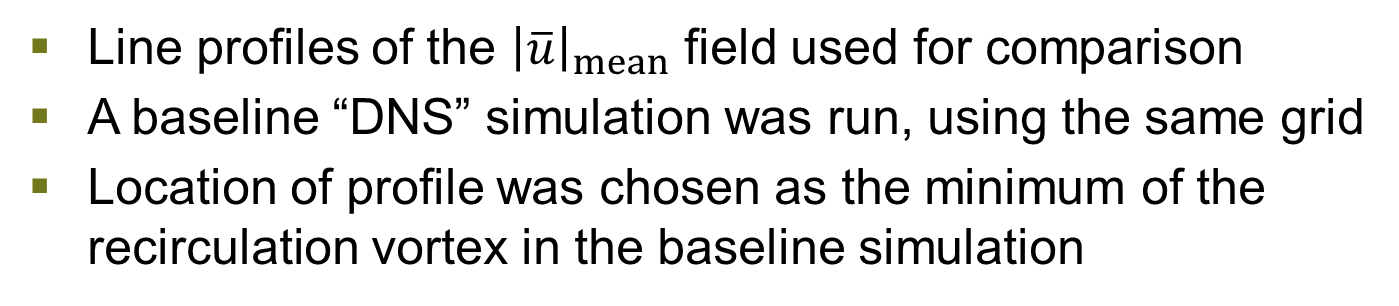 ▪ Line profiles of the |ū|mean field used for comparison
▪ A baseline “DNS” simulation was run, using the same grid
▪ Location of profile was chosen as the minimum of the
recirculation vortex in the baseline simulation